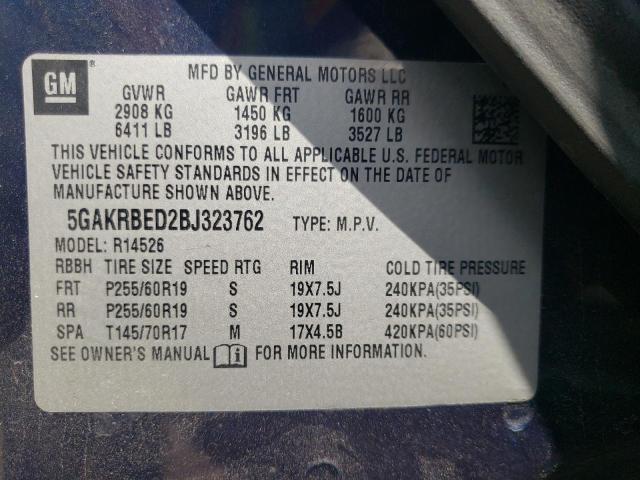 GM ®
MFD BY GENERAL MOTORS LLC
GVWR GAWR FRT GAWR RR
2908 KG 1450 KG 1600 KG
6411 LB 3196 LB 3527 LB
THIS VEHICLE CONFORMS TO ALL APPLICABLE U.S. FEDERAL MOTOR
VEHICLE SAFETY STANDARDS IN EFFECT ON THE DATE OF
MANUFACTURE SHOWN ABOVE.
5GAKRBED2BJ323762 TYPE: M.P.V.
MODEL: R14526
RBBH TIRE SIZE SPEED RTG RIM COLD TIRE PRESSURE
FRT P255/60R19 S 19X7.5J 240KPA(35PSI)
RR P255/60R19 S 19X7.5J 240KPA(35PSI)
SPA T145/70R17 M 17X4.5B 420KPA(60PSI)
SEE OWNER'S MANUAL FOR MORE INFORMATION.